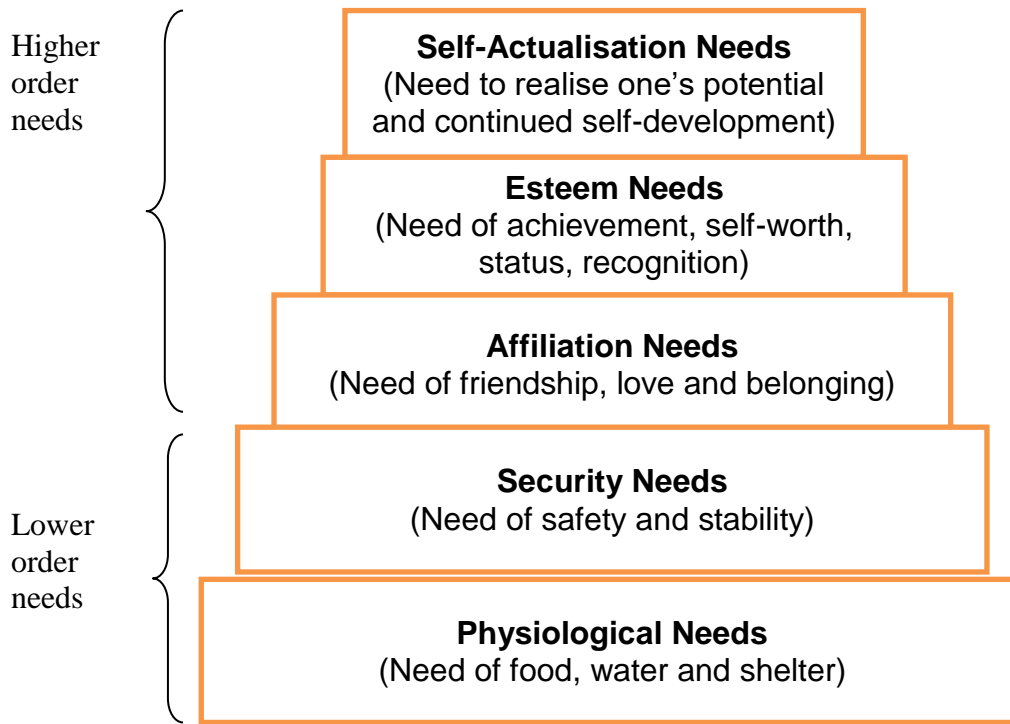 Higher
order
needs
Self-Actualisation Needs
(Need to realise one's potential
and continued self-development)
Esteem Needs
(Need of achievement, self-worth,
status, recognition)
Affiliation Needs
(Need of friendship, love and belonging)
Lower
order
needs
Security Needs
(Need of safety and stability)
Physiological Needs
(Need of food, water and shelter)